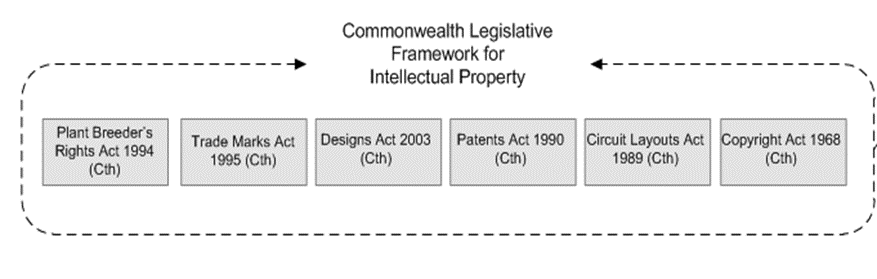 Commonwealth Legislative
Framework for
Intellectual Property
Plant Breeder's
Rights Act 1994
(Cth)
Trade Marks Act
1995 (Cth)
Designs Act 2003
(Cth)
Patents Act 1990
(Cth)
Circuit Layouts Act
1989 (Cth)
Copyright Act 1968
(Cth)